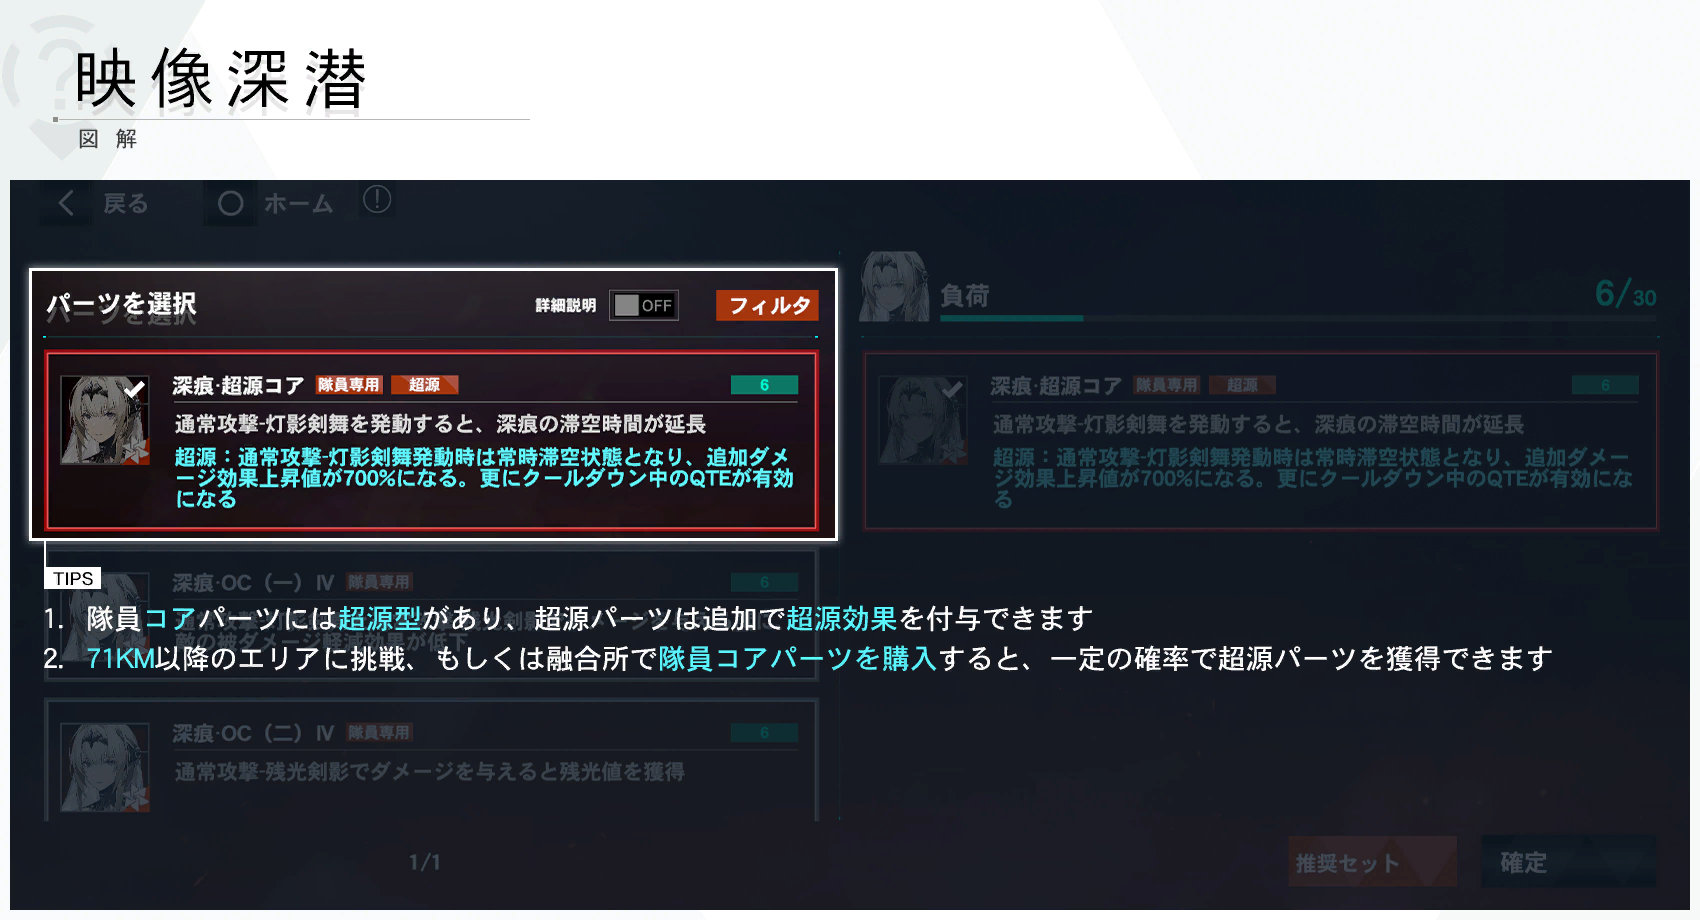 映像深潜
図解
戻る
ホーム
パーツを選択
詳細説明
OFF
フィルタ
負荷
6/30
深痕·超源コア 隊員専用 超源 6
通常攻撃-灯影剣舞を発動すると、深痕の滞空時間が延長
超源：通常攻撃-灯影剣舞発動時は常時滞空状態となり、追加ダメ
ージ効果上昇値が700%になる。更にクールダウン中のQTEが有効
になる
深痕·超源コア 隊員専用 超源 6
通常攻撃-灯影剣舞を発動すると、深痕の滞空時間が延長
超源：通常攻撃-灯影剣舞発動時は常時滞空状態となり、追加ダメー
ジ効果上昇値が700%になる。更にクールダウン中のQTEが有効にな
る
深痕·OC（一）Ⅳ 隊員専用 6
敵の被ダメージ軽減効果が低下
TIPS
1. 隊員コアパーツには超源型があり、超源パーツは追加で超源効果を付与できます
2. 71KM以降のエリアに挑戦、もしくは融合所で隊員コアパーツを購入すると、一定の確率で超源パーツを獲得できます
深痕·OC（二）Ⅳ 隊員専用 6
通常攻撃-残光剣影でダメージを与えると残光値を獲得
1/1
推奨セット
確定